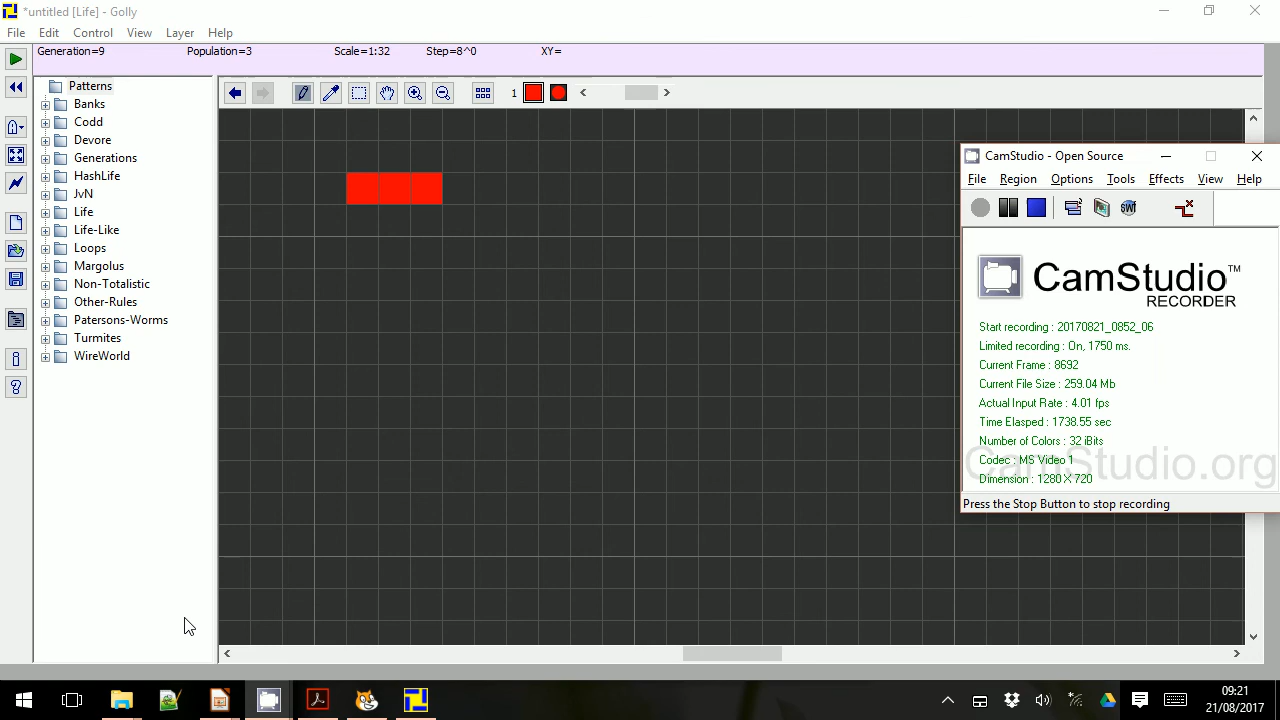 *untitled [Life] - Golly
File Edit Control View Layer Help
Generation=9 Population=3 Scale=1:32 Step=8^0 XY=
1
Patterns
Banks
Codd
Devore
Generations
HashLife
JvN
Life
Life-Like
Loops
Margolus
Non-Totalistic
Other-Rules
Patersons-Worms
Turmites
WireWorld
CamStudio - Open Source
File Region Options Tools Effects View Help
SWF
CamStudio™
RECORDER
Start recording : 20170821_0852_06
Limited recording : On, 1750 ms.
Current Frame : 8692
Current File Size : 259.04 Mb
Actual Input Rate : 4.01 fps
Time Elasped : 1738.55 sec
Number of Colors : 32 iBits
Codec : MS Video 1
CamStudio.org
Dimension : 1280 X 720
Press the Stop Button to stop recording
09:21
21/08/2017